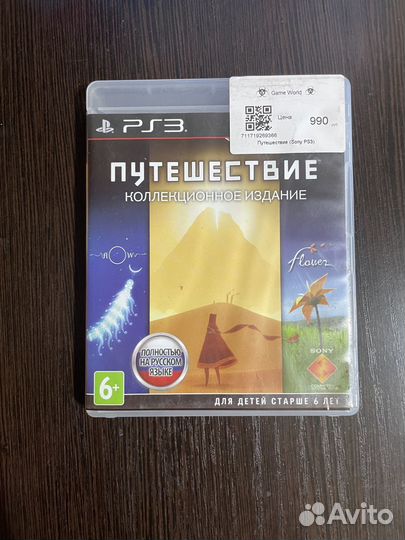 PS3
Game World
Цена
990
711719269366
Путешествие (Sony PS3)
ПУТЕШЕСТВИЕ
КОЛЛЕКЦИОННОЕ ИЗДАНИЕ
flOw
flower
ПОЛНОСТЬЮ
НА РУССКОМ
ЯЗЫКЕ
SONY
6+
ДЛЯ ДЕТЕЙ СТАРШЕ 6 ЛЕТ
Avito